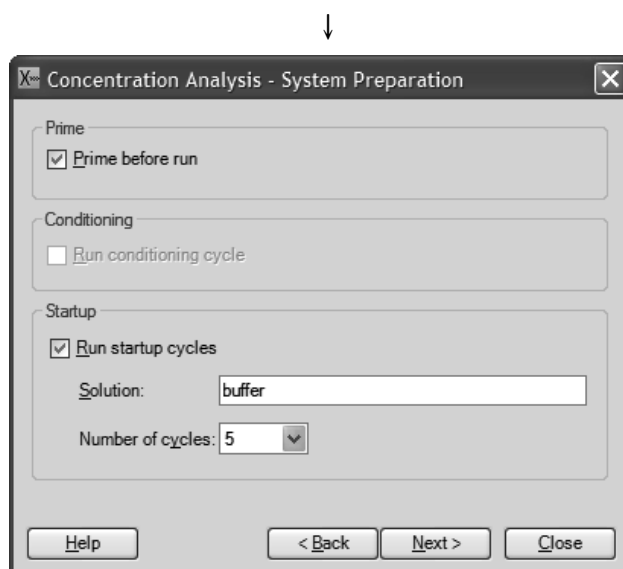 ↓
Concentration Analysis - System Preparation
Prime
Prime before run
Conditioning
Run conditioning cycle
Startup
Run startup cycles
Solution: buffer
Number of cycles: 5
Help < Back Next > Close